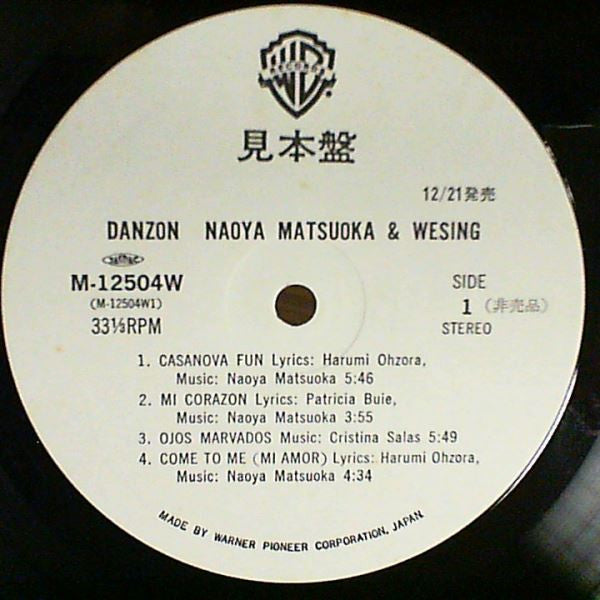 WB
RECORDS
見本盤
12/21発売
DANZON NAOYA MATSUOKA & WESING
M-12504W
SIDE
(M-12504W1)
1 (非売品)
33⅓RPM
STEREO
1. CASANOVA FUN Lyrics: Harumi Ohzora,
Music: Naoya Matsuoka 5:46
2. MI CORAZON Lyrics: Patricia Buie,
Music: Naoya Matsuoka 3:55
3. OJOS MARVADOS Music: Cristina Salas 5:49
4. COME TO ME (MI AMOR) Lyrics: Harumi Ohzora,
Music: Naoya Matsuoka 4:34
MADE BY WARNER PIONEER CORPORATION, JAPAN.